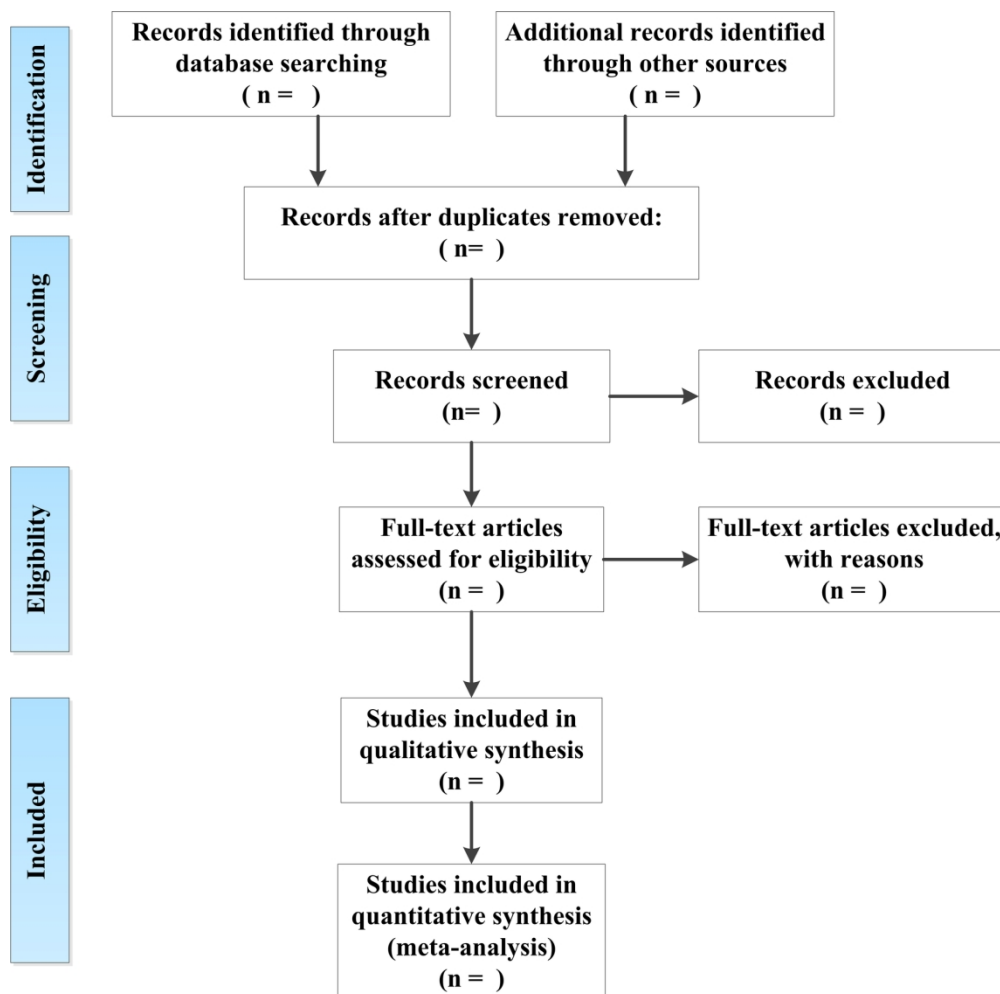 Identification
Records identified through
database searching
( n =   )
Additional records identified
through other sources
( n =  )
Records after duplicates removed:
( n=  )
Screening
Records screened
(n=  )
Records excluded
(n =  )
Eligibility
Full-text articles
assessed for eligibility
(n =  )
Full-text articles excluded,
with reasons
(n =  )
Included
Studies included in
qualitative synthesis
(n =  )
Studies included in
quantitative synthesis
(meta-analysis)
(n =  )